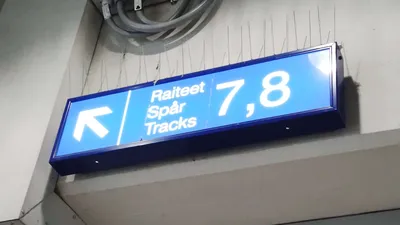 Raiteet
Spår
Tracks
7,8